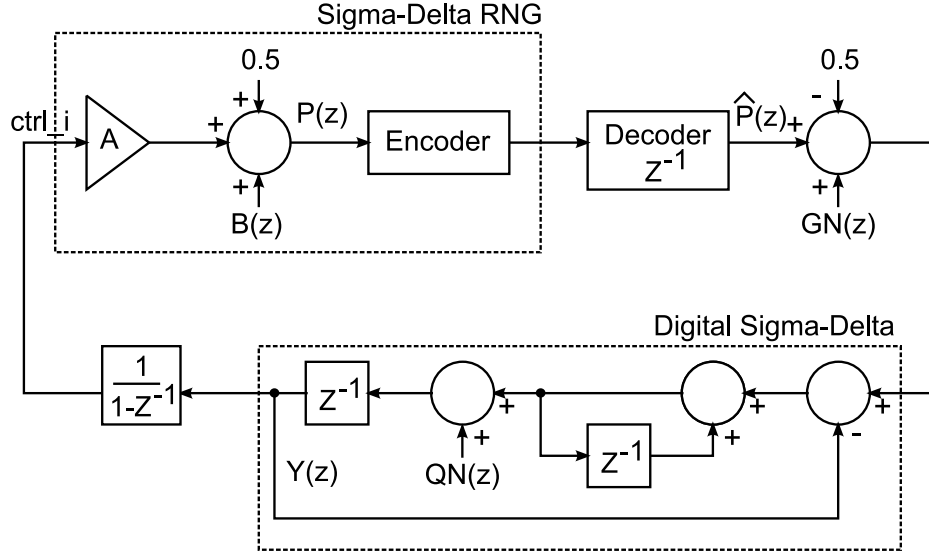 Sigma-Delta RNG
0.5
0.5
ctrl_i
A
+
+
+
P(z)
Encoder
Decoder
Z⁻¹
P̂(z)
-
+
+
B(z)
GN(z)
Digital Sigma-Delta
1
1-Z⁻¹
Z⁻¹
+
+
+
+
+
-
Z⁻¹
Y(z)
QN(z)